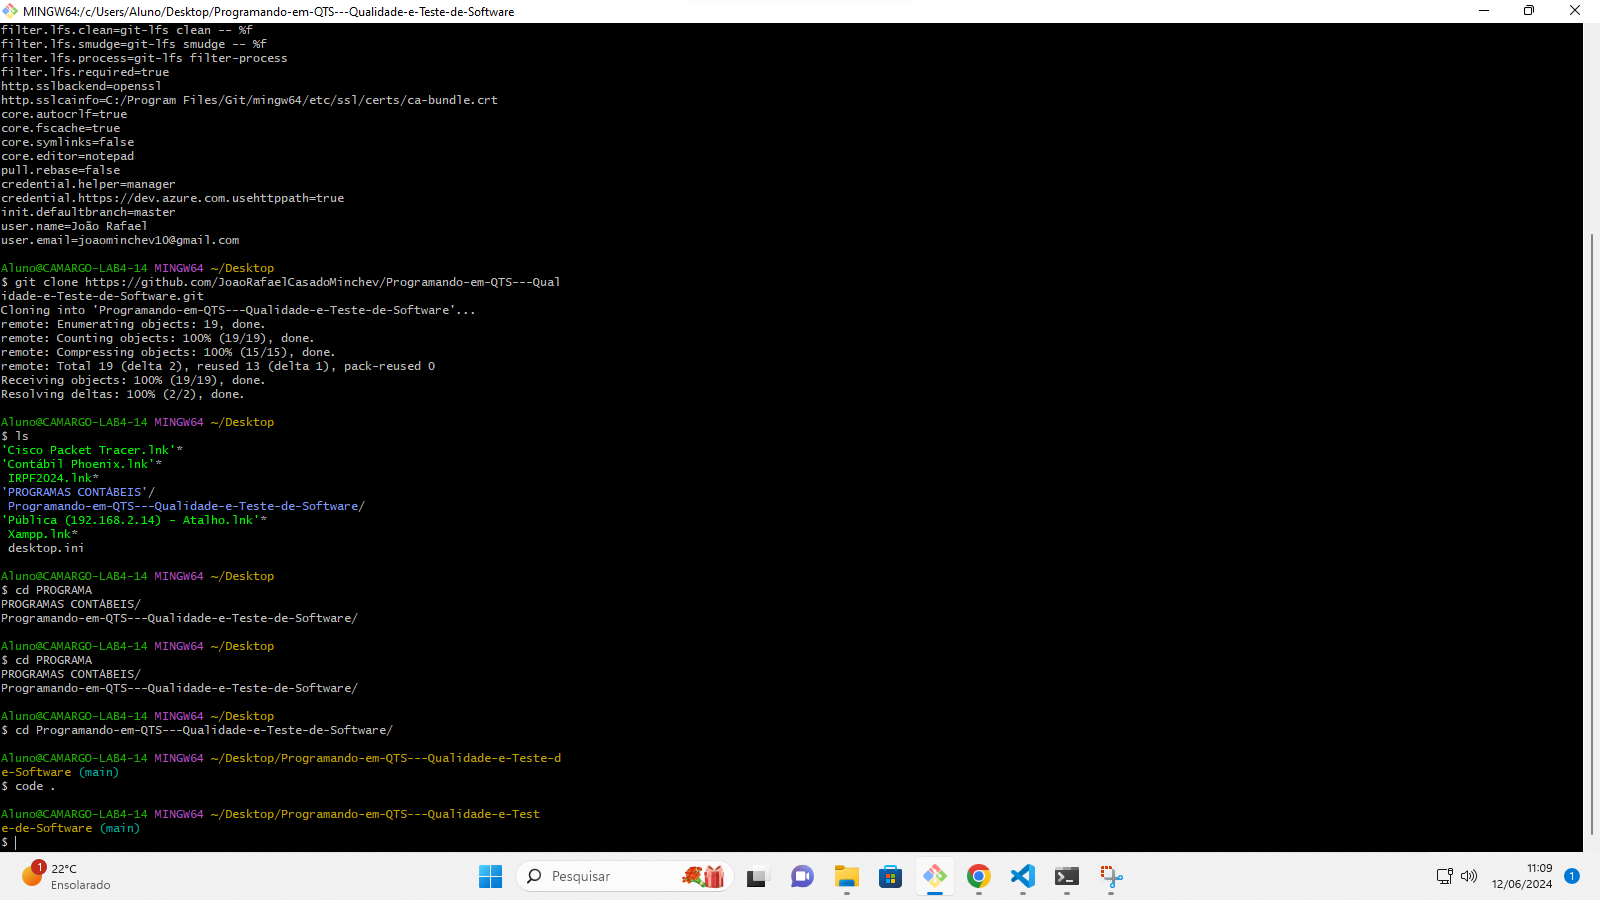 MINGW64:/c/Users/Aluno/Desktop/Programando-em-QTS---Qualidade-e-Teste-de-Software
filter.lfs.clean=git-lfs clean -- %f
filter.lfs.smudge=git-lfs smudge -- %f
filter.lfs.process=git-lfs filter-process
filter.lfs.required=true
http.sslbackend=openssl
http.sslcainfo=C:/Program Files/Git/mingw64/etc/ssl/certs/ca-bundle.crt
core.autocrlf=true
core.fscache=true
core.symlinks=false
core.editor=notepad
pull.rebase=false
credential.helper=manager
credential.https://dev.azure.com.usehttppath=true
init.defaultbranch=master
user.name=João Rafael
user.email=joaominchev10@gmail.com
Aluno@CAMARGO-LAB4-14 MINGW64 ~/Desktop
$ git clone https://github.com/JoaoRafaelCasadoMinchev/Programando-em-QTS---Qual
idade-e-Teste-de-Software.git
Cloning into 'Programando-em-QTS---Qualidade-e-Teste-de-Software'...
remote: Enumerating objects: 19, done.
remote: Counting objects: 100% (19/19), done.
remote: Compressing objects: 100% (15/15), done.
remote: Total 19 (delta 2), reused 13 (delta 1), pack-reused 0
Receiving objects: 100% (19/19), done.
Resolving deltas: 100% (2/2), done.
Aluno@CAMARGO-LAB4-14 MINGW64 ~/Desktop
$ ls
'Cisco Packet Tracer.lnk'*
'Contábil Phoenix.lnk'*
IRPF2024.lnk*
'PROGRAMAS CONTÁBEIS'/
Programando-em-QTS---Qualidade-e-Teste-de-Software/
'Pública (192.168.2.14) - Atalho.lnk'*
Xampp.lnk*
desktop.ini
Aluno@CAMARGO-LAB4-14 MINGW64 ~/Desktop
$ cd PROGRAMA
PROGRAMAS CONTÁBEIS/
Programando-em-QTS---Qualidade-e-Teste-de-Software/
Aluno@CAMARGO-LAB4-14 MINGW64 ~/Desktop
$ cd PROGRAMA
PROGRAMAS CONTÁBEIS/
Programando-em-QTS---Qualidade-e-Teste-de-Software/
Aluno@CAMARGO-LAB4-14 MINGW64 ~/Desktop
$ cd Programando-em-QTS---Qualidade-e-Teste-de-Software/
Aluno@CAMARGO-LAB4-14 MINGW64 ~/Desktop/Programando-em-QTS---Qualidade-e-Teste-d
e-Software (main)
$ code .
Aluno@CAMARGO-LAB4-14 MINGW64 ~/Desktop/Programando-em-QTS---Qualidade-e-Test
e-de-Software (main)
$
1
22°C
Ensolarado
Pesquisar
11:09
12/06/2024
1